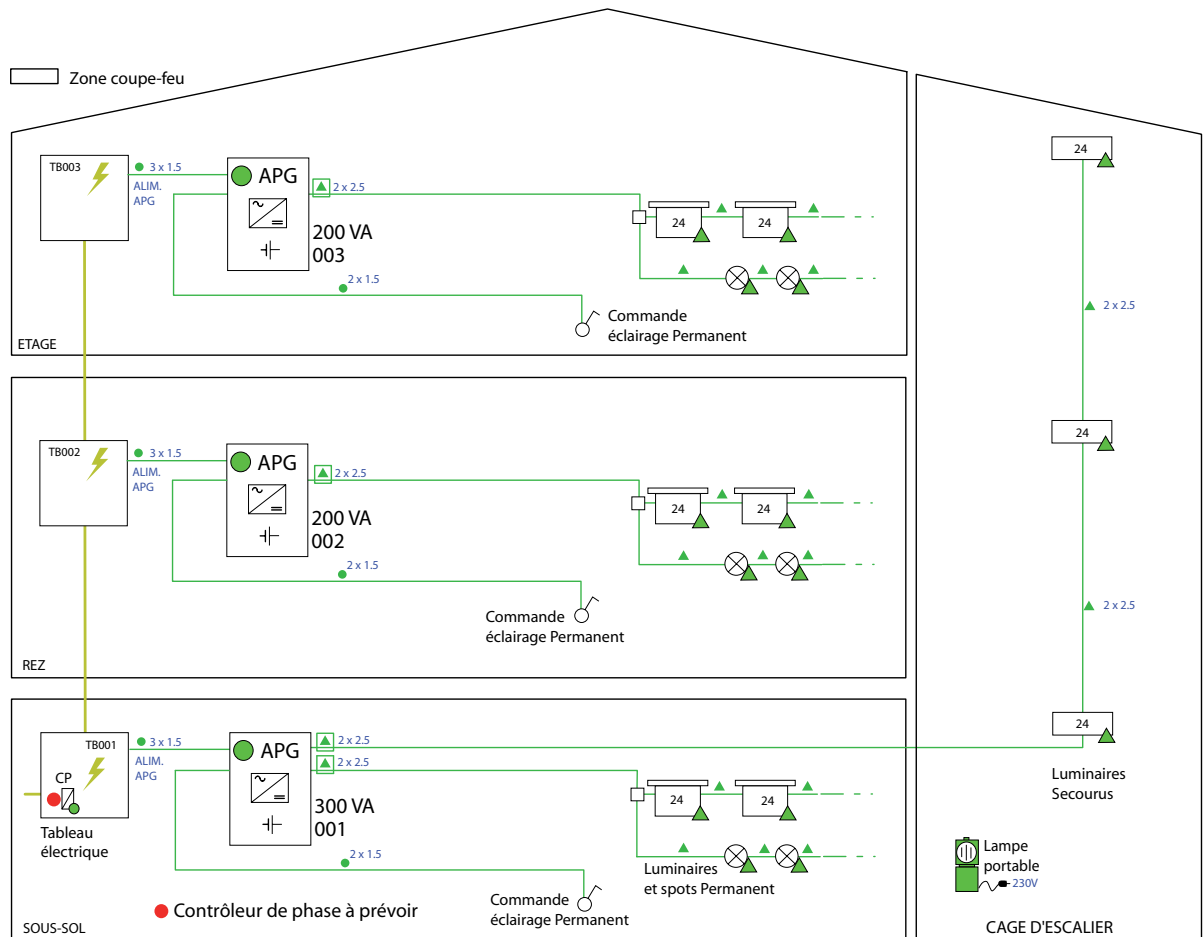 Zone coupe-feu
TB003
3 x 1.5
ALIM.
APG
APG
2 x 2.5
200 VA
003
24
24
2 x 1.5
Commande
éclairage Permanent
ETAGE
24
2 x 2.5
TB002
3 x 1.5
ALIM.
APG
APG
2 x 2.5
200 VA
002
24
24
2 x 1.5
Commande
éclairage Permanent
REZ
24
2 x 2.5
TB001
3 x 1.5
ALIM.
APG
CP
APG
2 x 2.5
2 x 2.5
300 VA
001
24
24
Tableau
électrique
2 x 1.5
Luminaires
et spots Permanent
Commande
éclairage Permanent
Contrôleur de phase à prévoir
SOUS-SOL
24
Luminaires
Secourus
Lampe
portable
230V
CAGE D'ESCALIER